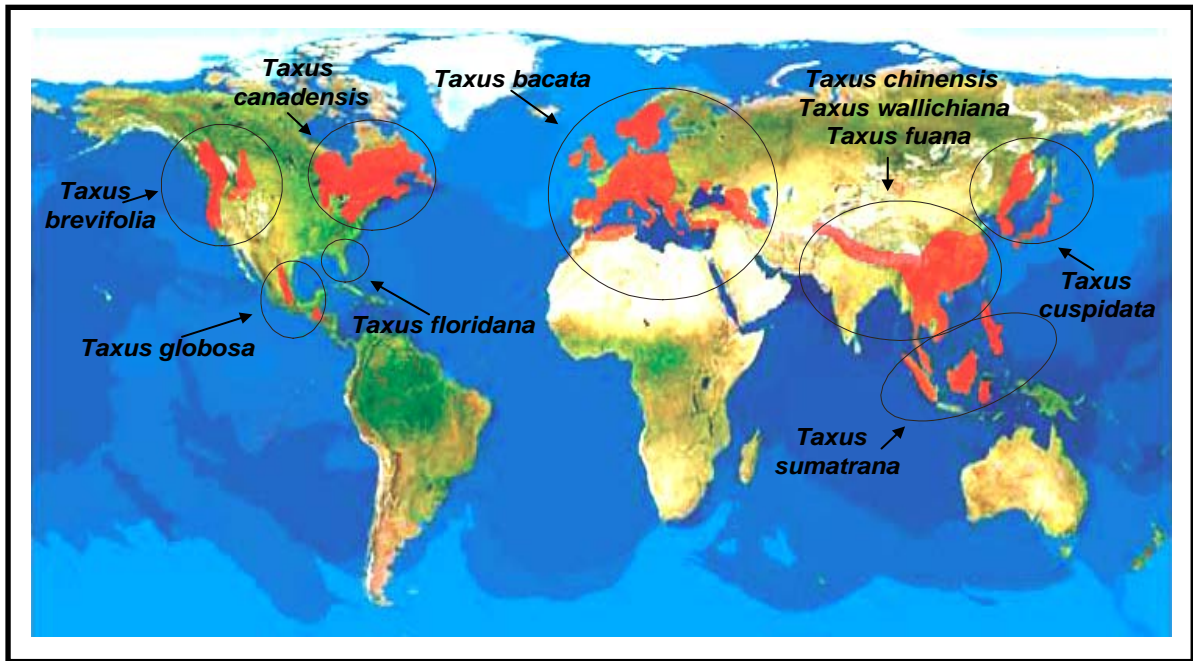 Taxus
canadensis
Taxus bacata
Taxus chinensis
Taxus wallichiana
Taxus fuana
Taxus
brevifolia
Taxus
cuspidata
Taxus floridana
Taxus globosa
Taxus
sumatrana